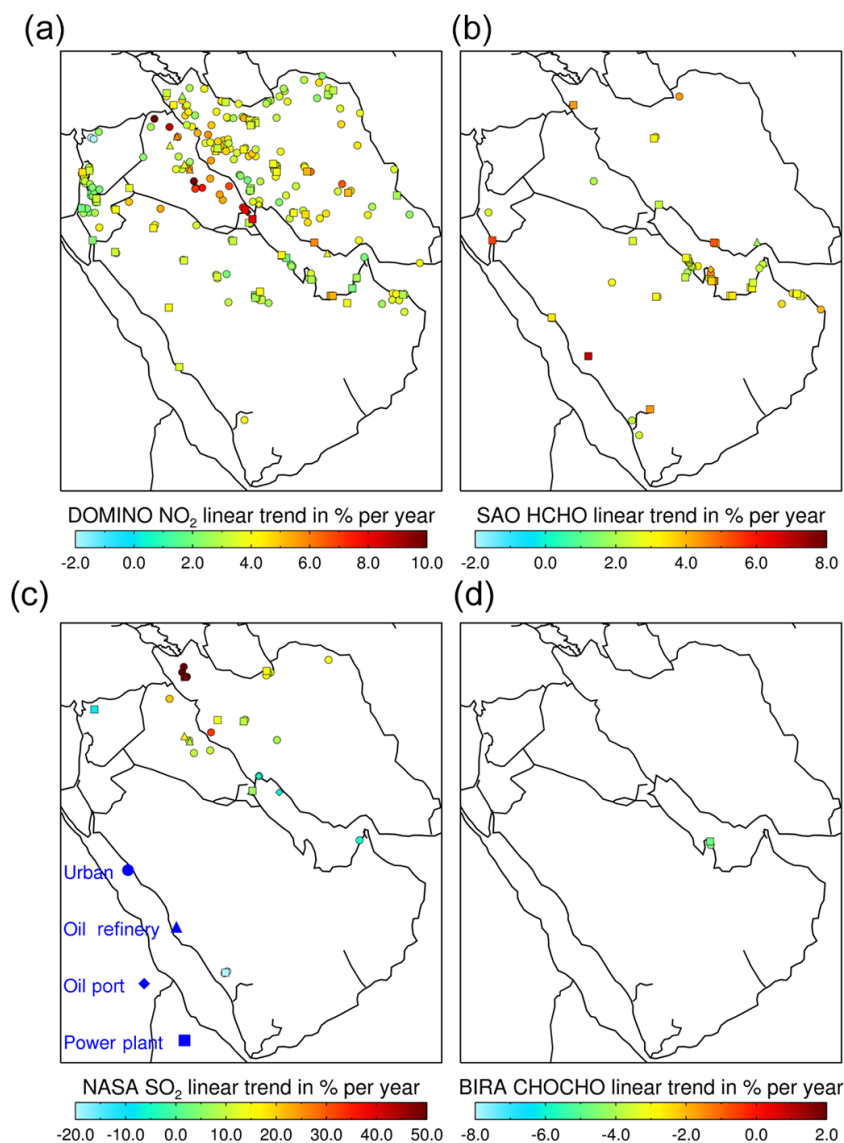 (a)
(b)
DOMINO NO₂ linear trend in % per year
-2.0 0.0 2.0 4.0 6.0 8.0 10.0
SAO HCHO linear trend in % per year
-2.0 0.0 2.0 4.0 6.0 8.0
(c)
(d)
Urban
Oil refinery
Oil port
Power plant
NASA SO₂ linear trend in % per year
-20.0 -10.0 0.0 10.0 20.0 30.0 40.0 50.0
BIRA CHOCHO linear trend in % per year
-8.0 -6.0 -4.0 -2.0 0.0 2.0